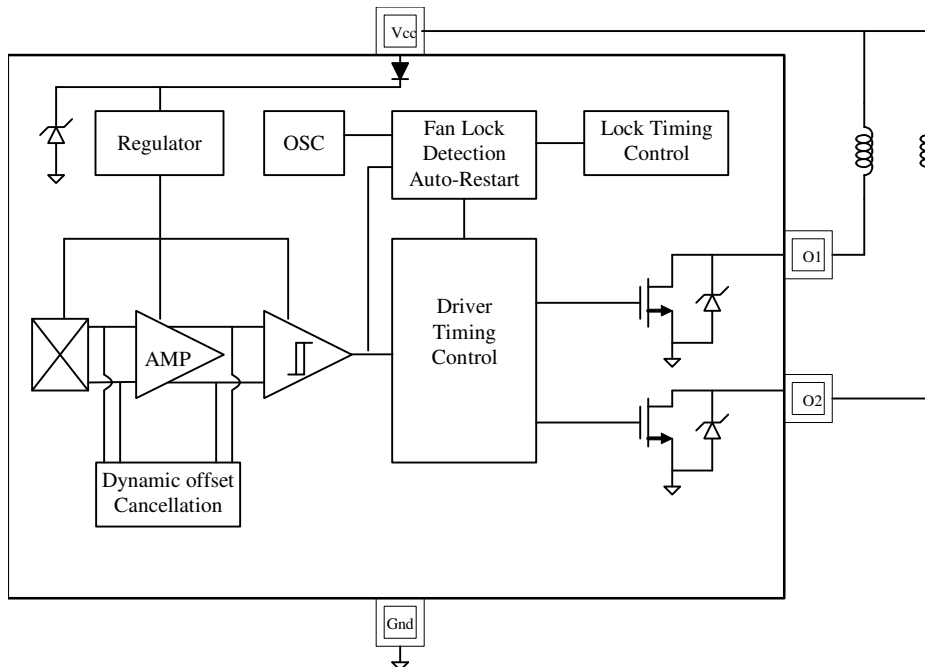 Vcc
Regulator
OSC
Fan Lock
Detection
Auto-Restart
Lock Timing
Control
O1
Driver
Timing
Control
AMP
O2
Dynamic offset
Cancellation
Gnd